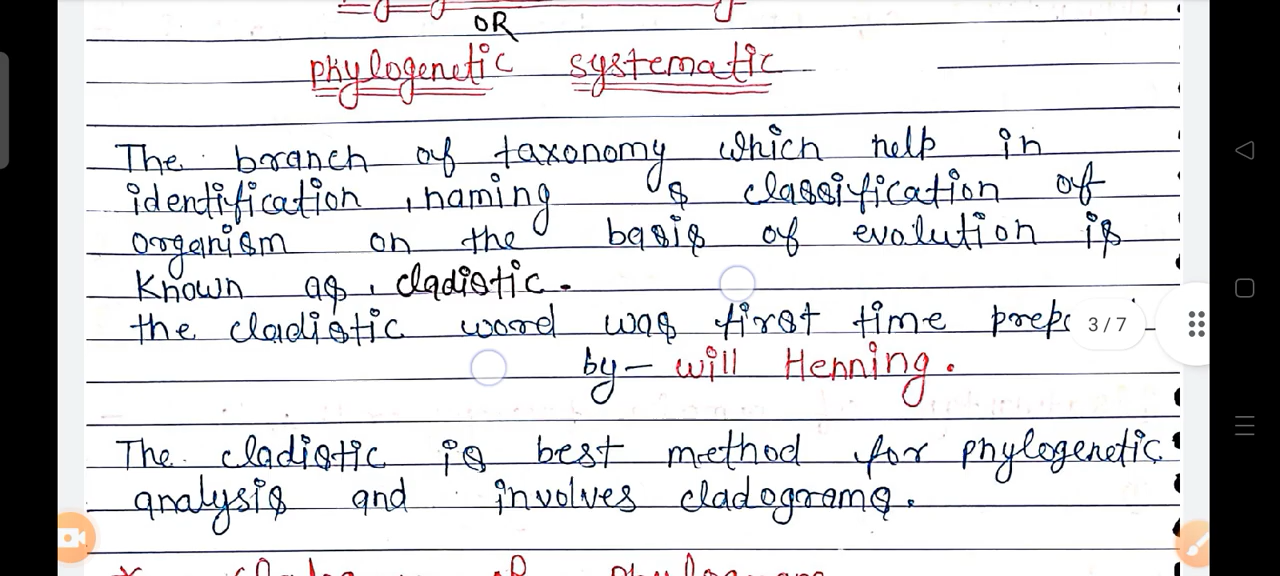 OR
phylogenetic systematic
The branch of taxonomy which help in
identification, naming & classification of
organism on the basis of evolution is
Known as, cladistic.
the cladistic word was first time
3/7
by - will Henning.
The cladistic is best method for phylogenetic
analysis and involves cladograms.